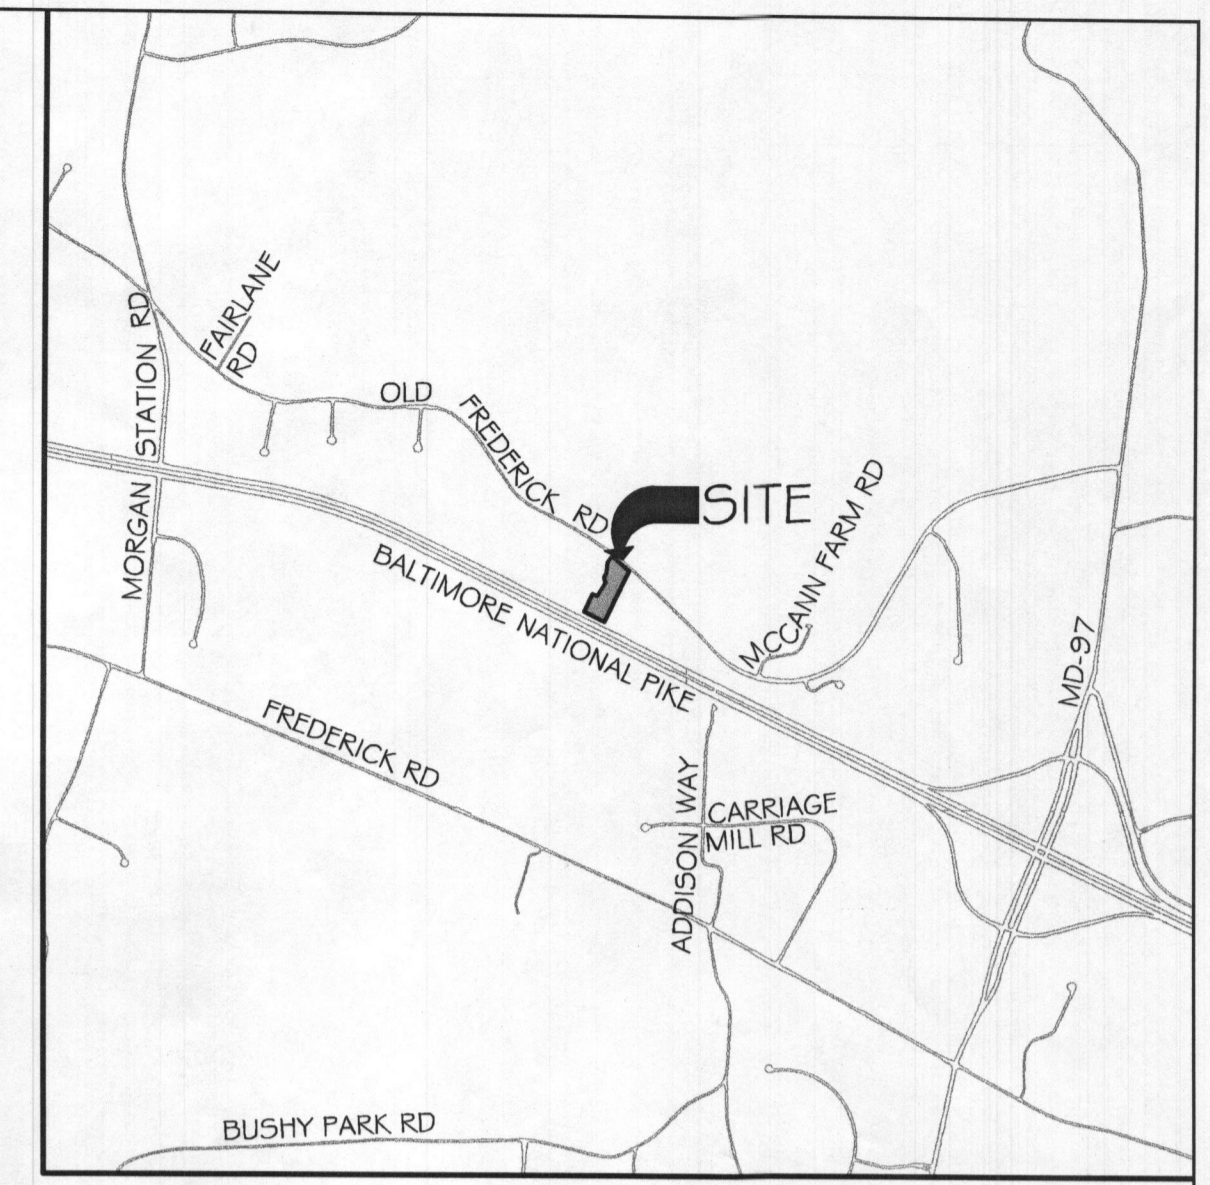 FAIRLANE
RD
MORGAN STATION RD
OLD FREDERICK RD
SITE
MCCANN FARM RD
BALTIMORE NATIONAL PIKE
MD-97
FREDERICK RD
ADDISON WAY
CARRIAGE
MILL RD
BUSHY PARK RD